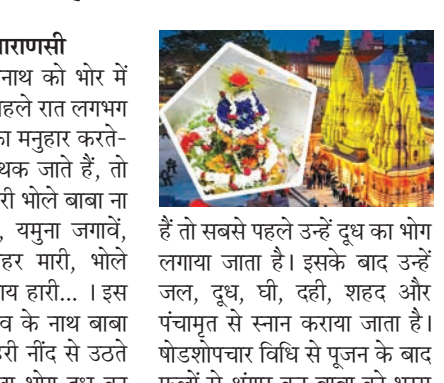 ाराणसी
नाथ को भोर में
हले रात लगभग
का मनुहार करते-
थक जाते हैं, तो
री भोले बाबा ना
, यमुना जगावें,
हर मारी, भोले
ाय हारी... । इस
व के नाथ बाबा
हरी नींद से उठते
हैं तो सबसे पहले उन्हें दूध का भोग
लगाया जाता है। इसके बाद उन्हें
जल, दूध, घी, दही, शहद और
पंचामृत से स्नान कराया जाता है।
षोडशोपचार विधि से पूजन के बाद